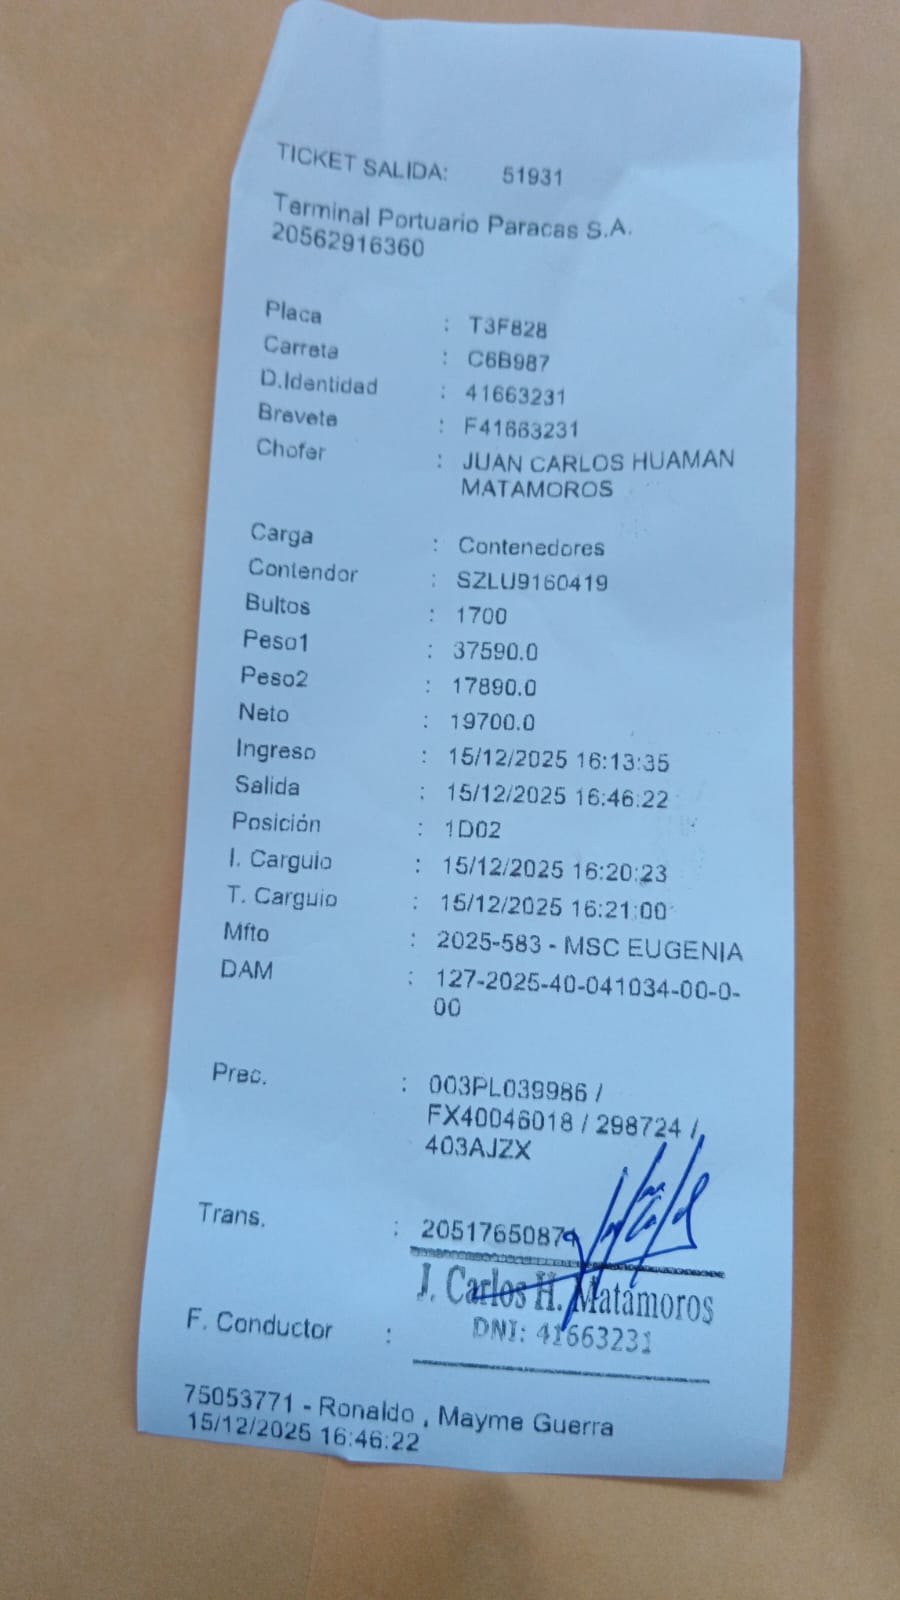 TICKET SALIDA: 51931
Terminal Portuario Paracas S.A.
20562916360
Placa : T3F828
Carreta : C6B987
D.Identidad : 41663231
Brevete : F41663231
Chofer : JUAN CARLOS HUAMAN
MATAMOROS
Carga : Contenedores
Contendor : SZLU9160419
Bultos : 1700
Peso1 : 37590.0
Peso2 : 17890.0
Neto : 19700.0
Ingreso : 15/12/2025 16:13:35
Salida : 15/12/2025 16:46:22
Posición : 1D02
I. Carguio : 15/12/2025 16:20:23
T. Carguio : 15/12/2025 16:21:00
Mfto : 2025-583 - MSC EUGENIA
DAM : 127-2025-40-041034-00-0-
00
Prec. : 003PL039986 /
FX40046018 / 298724 /
403AJZX
Trans. :
J. Carlos H. Matamoros
F. Conductor : DNI: 41663231
75053771 - Ronaldo , Mayme Guerra
15/12/2025 16:46:22